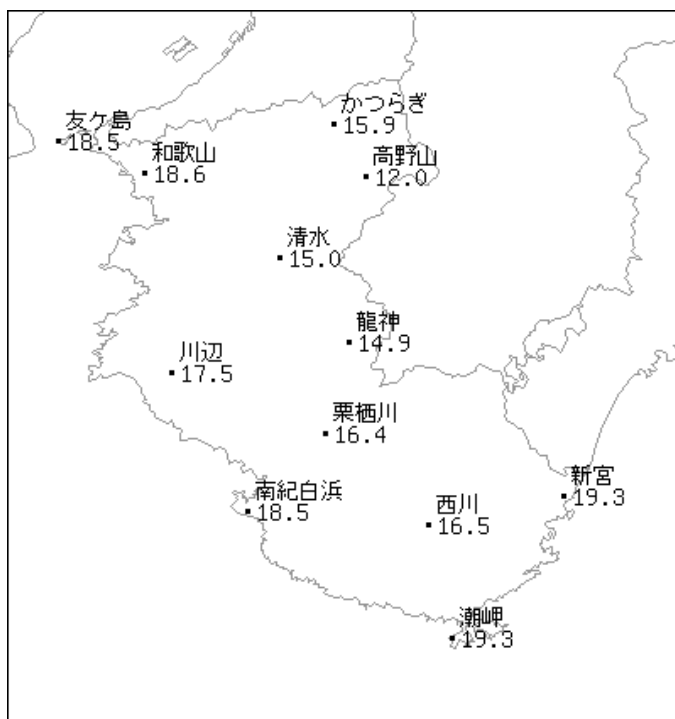 かつらぎ
15.9
友ケ島
18.5
和歌山
18.6
高野山
12.0
清水
15.0
龍神
14.9
川辺
17.5
栗栖川
16.4
南紀白浜
18.5
西川
16.5
新宮
19.3
潮岬
19.3